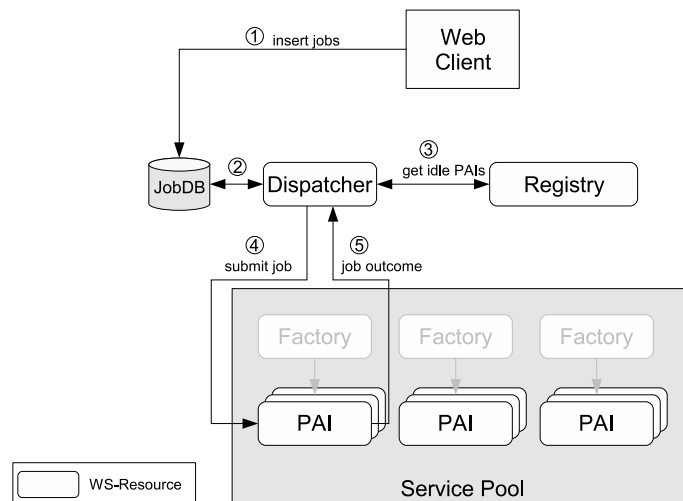 ① insert jobs
Web
Client
JobDB
②
Dispatcher
③
get idle PAIs
Registry
④
submit job
⑤
job outcome
Factory
Factory
Factory
PAI
PAI
PAI
WS-Resource
Service Pool